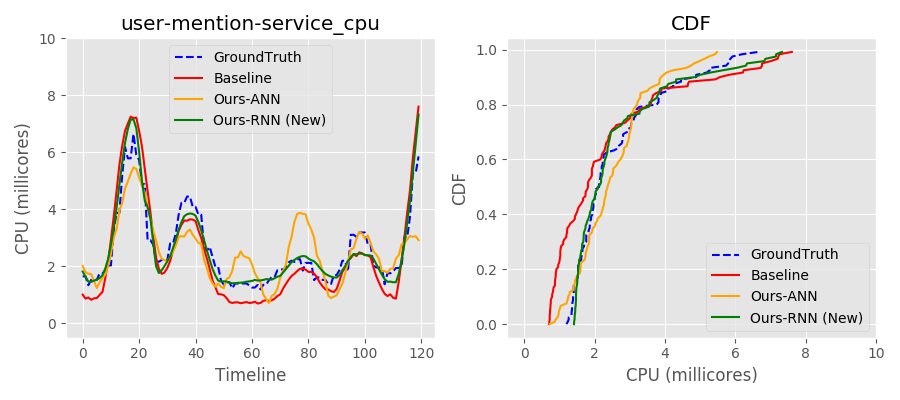 user-mention-service_cpu
CPU (millicores)
10
8
6
4
2
0
GroundTruth
Baseline
Ours-ANN
Ours-RNN (New)
0 20 40 60 80 100 120
Timeline
CDF
CDF
1.0
0.8
0.6
0.4
0.2
0.0
GroundTruth
Baseline
Ours-ANN
Ours-RNN (New)
0 2 4 6 8 10
CPU (millicores)